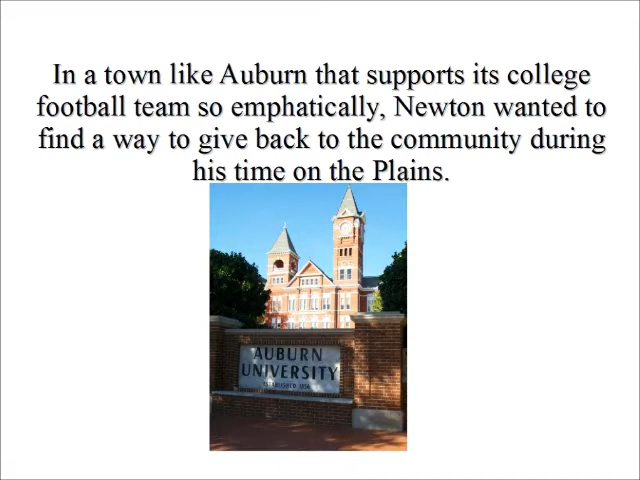 In a town like Auburn that supports its college
football team so emphatically, Newton wanted to
find a way to give back to the community during
his time on the Plains.
AUBURN
UNIVERSITY
ESTABLISHED 1856